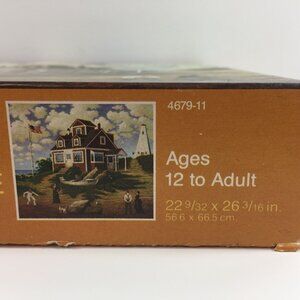 4679-11
Ages
12 to Adult
22 9/32 x 26 3/16 in.
56.6 x 66.5 cm.